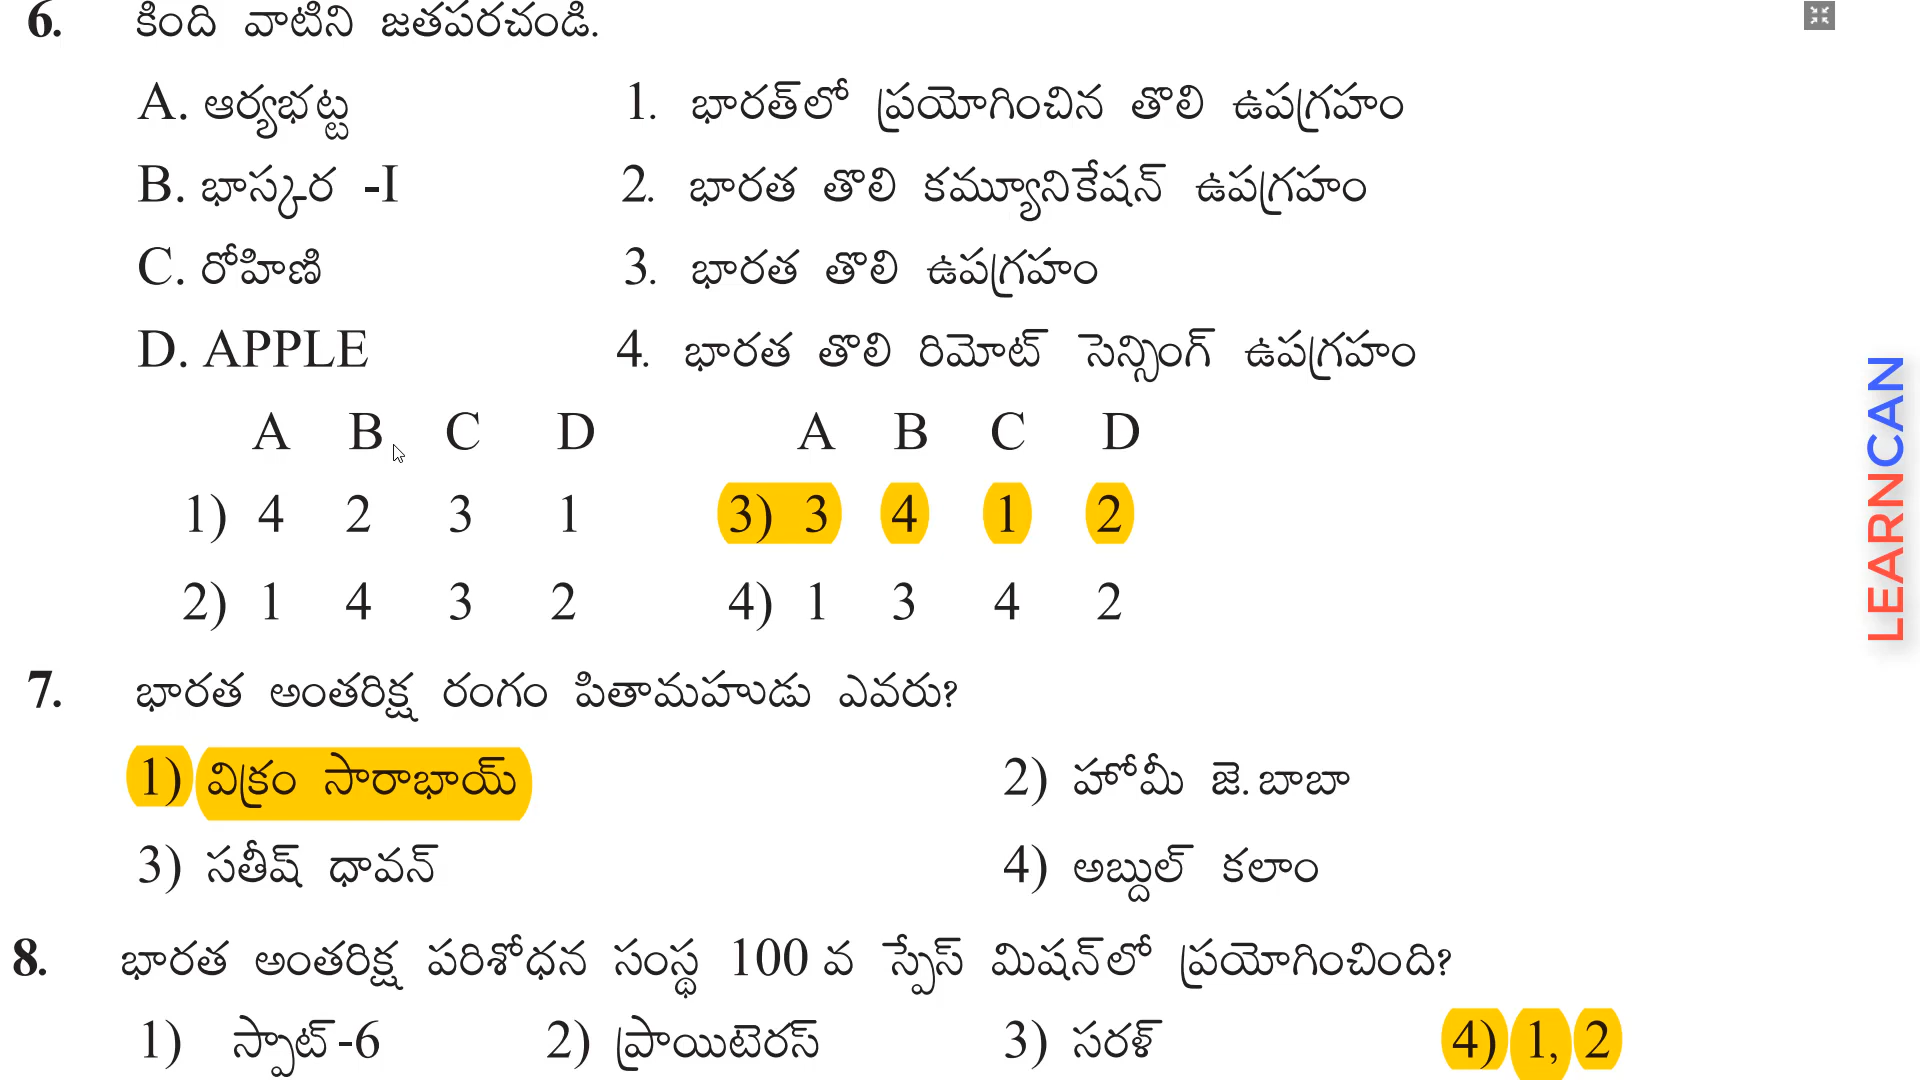 6. కింది వాటిని జతపరచండి.
A. ఆర్యభట్ట 1. భారత్‌లో ప్రయోగించిన తొలి ఉపగ్రహం
B. భాస్కర -I 2. భారత తొలి కమ్యూనికేషన్ ఉపగ్రహం
C. రోహిణి 3. భారత తొలి ఉపగ్రహం
D. APPLE 4. భారత తొలి రిమోట్ సెన్సింగ్ ఉపగ్రహం
A B C D A B C D
1) 4 2 3 1 3) 3 4 1 2
2) 1 4 3 2 4) 1 3 4 2
7. భారత అంతరిక్ష రంగం పితామహుడు ఎవరు?
1) విక్రం సారాభాయ్ 2) హోమీ జె.బాబా
3) సతీష్ ధావన్ 4) అబ్దుల్ కలాం
8. భారత అంతరిక్ష పరిశోధన సంస్థ 100 వ స్పేస్ మిషన్‌లో ప్రయోగించింది?
1) స్పాట్-6 2) ప్రాయిటెరస్ 3) సరళ్ 4) 1, 2
LEARNCAN